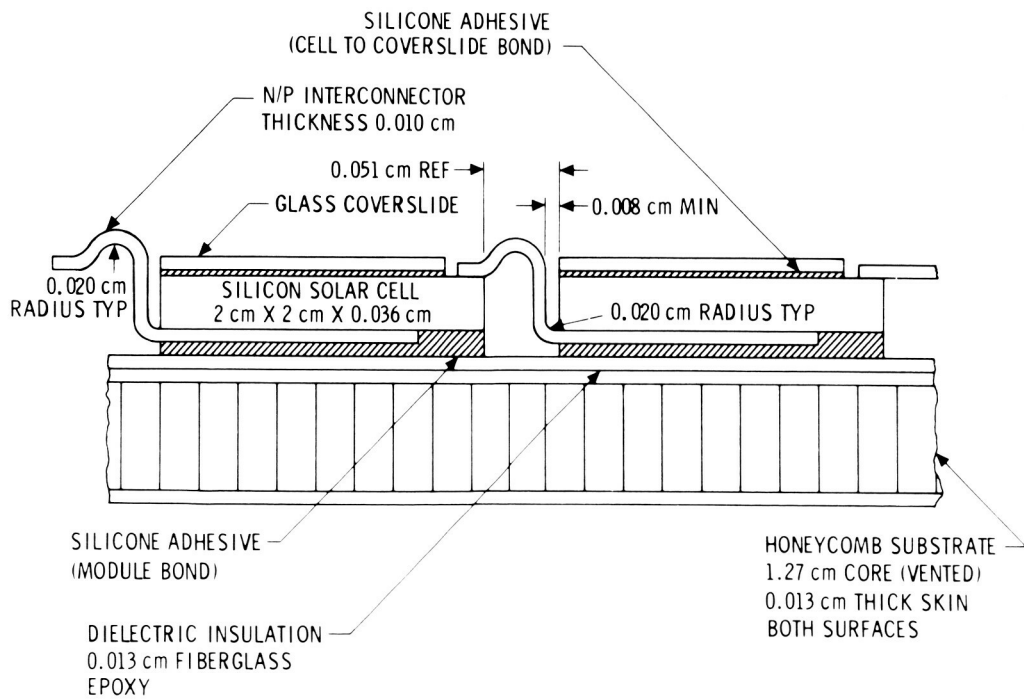 SILICONE ADHESIVE
(CELL TO COVERSLIDE BOND)
N/P INTERCONNECTOR
THICKNESS 0.010 cm
0.051 cm REF
GLASS COVERSLIDE
0.008 cm MIN
0.020 cm
RADIUS TYP
SILICON SOLAR CELL
2 cm X 2 cm X 0.036 cm
0.020 cm RADIUS TYP
SILICONE ADHESIVE
(MODULE BOND)
HONEYCOMB SUBSTRATE
1.27 cm CORE (VENTED)
0.013 cm THICK SKIN
BOTH SURFACES
DIELECTRIC INSULATION
0.013 cm FIBERGLASS
EPOXY